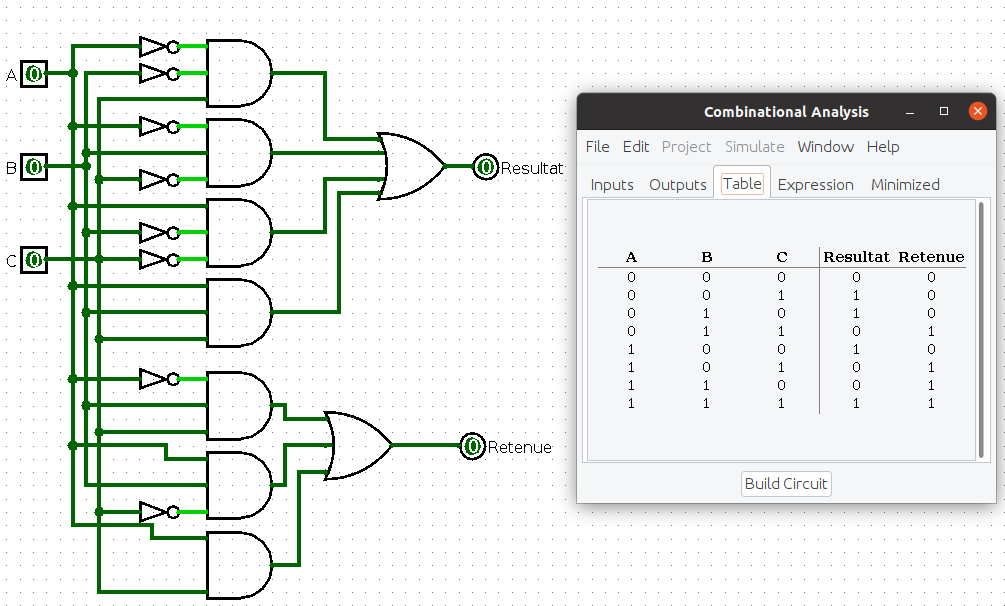 A 0
B 0
C 0
0 Resultat
0 Retenue
Combinational Analysis
File Edit Project Simulate Window Help
Inputs Outputs Table Expression Minimized
A B C Resultat Retenue
0 0 0 0 0
0 0 1 1 0
0 1 0 1 0
0 1 1 0 1
1 0 0 1 0
1 0 1 0 1
1 1 0 0 1
1 1 1 1 1
Build Circuit